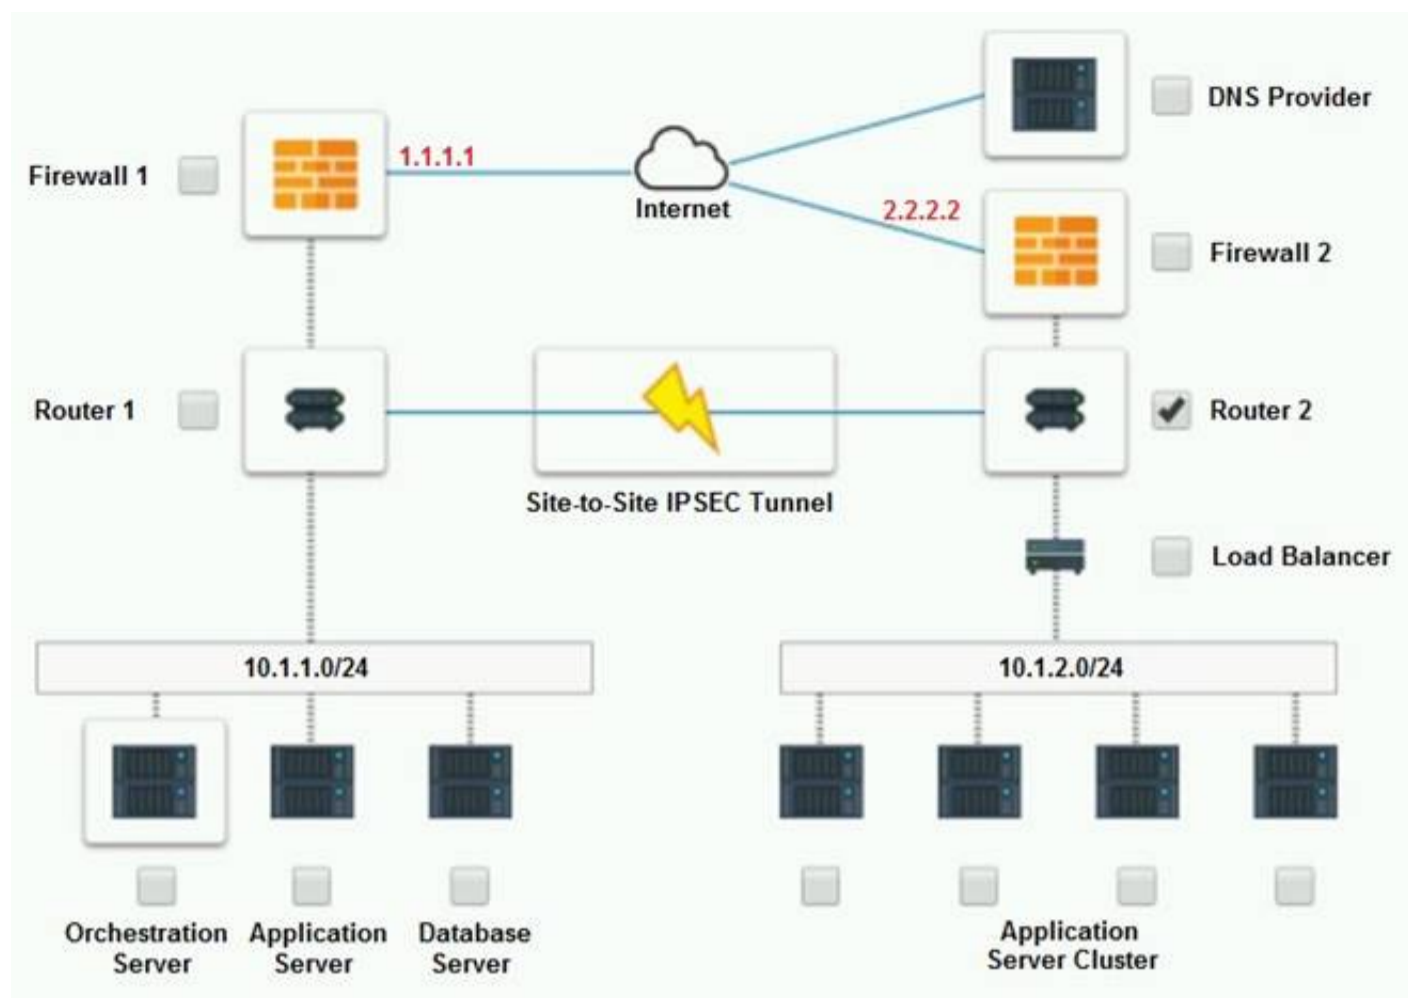 DNS Provider
Firewall 1
1.1.1.1
Internet
2.2.2.2
Firewall 2
Router 1
Router 2
Site-to-Site IPSEC Tunnel
Load Balancer
10.1.1.0/24
10.1.2.0/24
Orchestration
Server
Application
Server
Database
Server
Application
Server Cluster